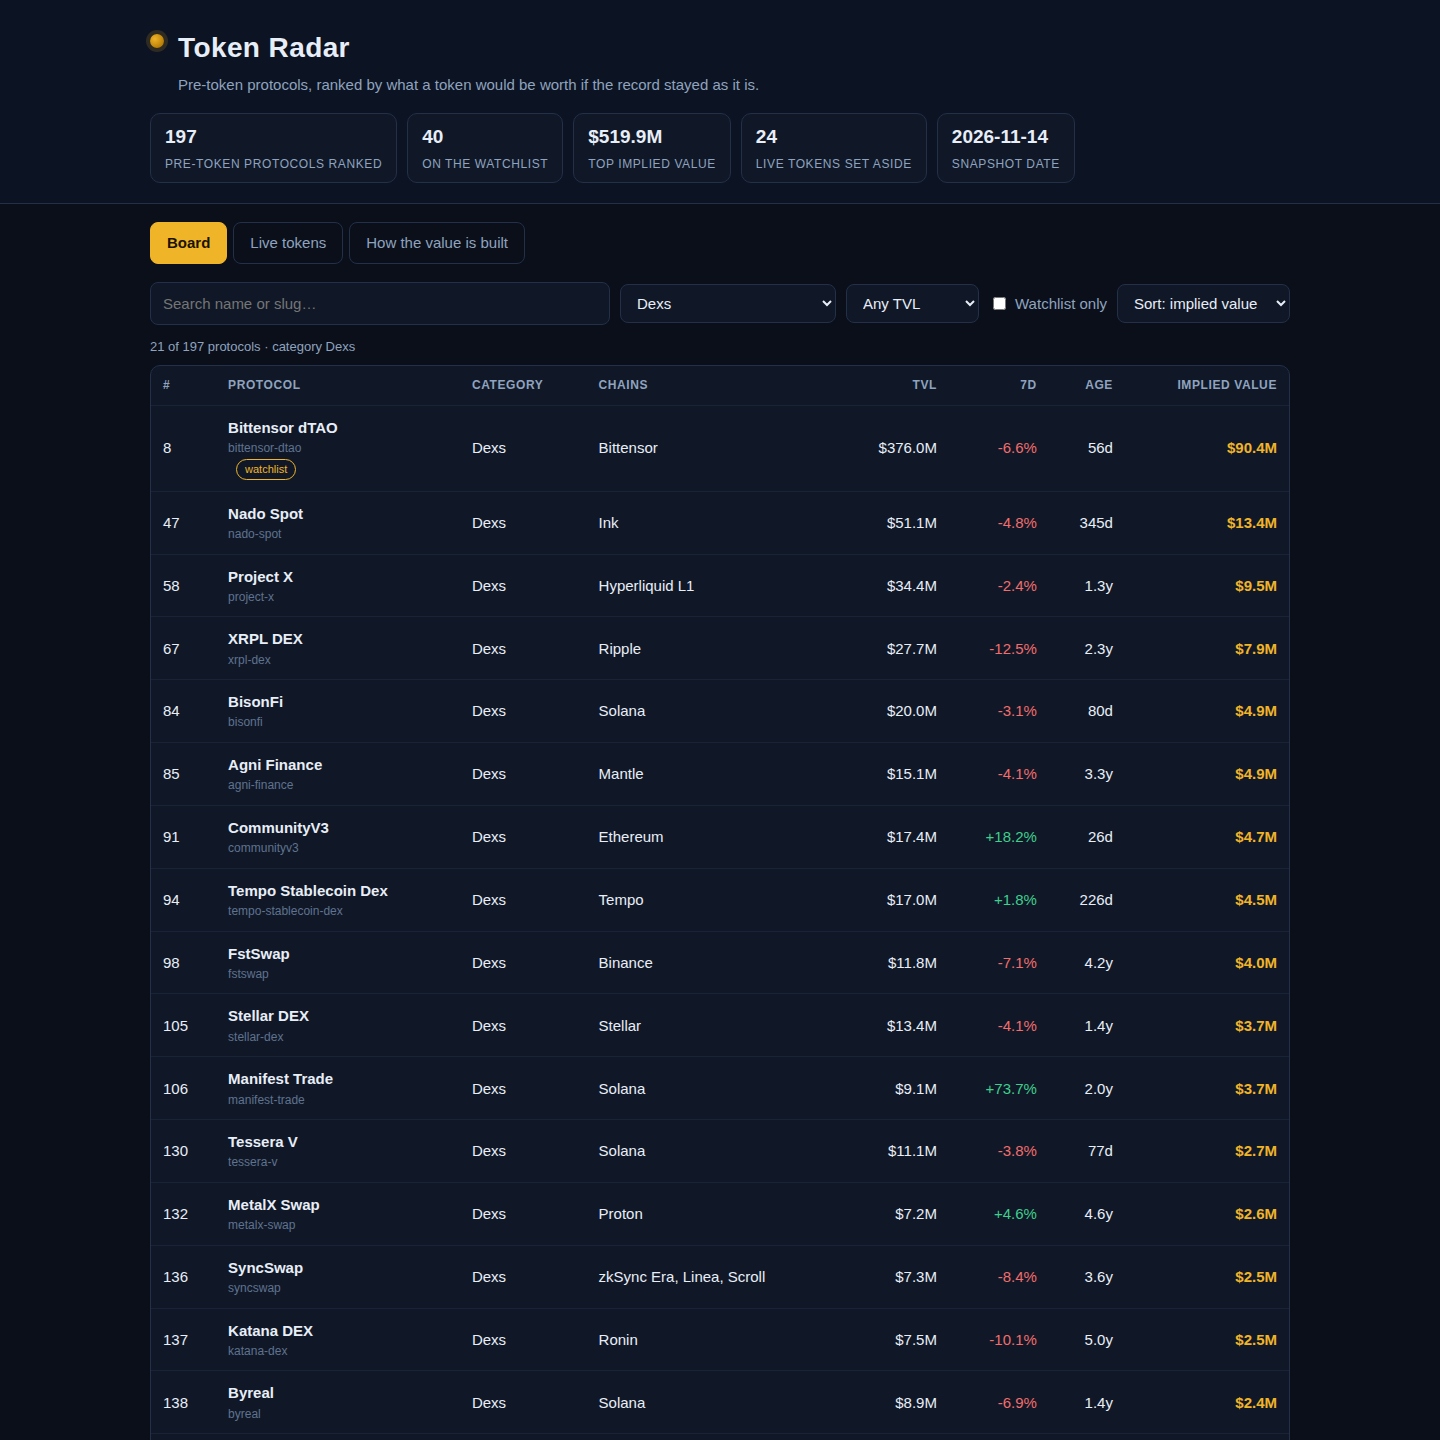 Token Radar
Pre-token protocols, ranked by what a token would be worth if the record stayed as it is.
197
PRE-TOKEN PROTOCOLS RANKED
40
ON THE WATCHLIST
$519.9M
TOP IMPLIED VALUE
24
LIVE TOKENS SET ASIDE
2026-11-14
SNAPSHOT DATE
Board Live tokens How the value is built
Search name or slug… Dexs Any TVL Watchlist only Sort: implied value
21 of 197 protocols · category Dexs
# PROTOCOL CATEGORY CHAINS TVL 7D AGE IMPLIED VALUE
8 Bittensor dTAO Dexs Bittensor $376.0M -6.6% 56d $90.4M
bittensor-dtao
watchlist
47 Nado Spot Dexs Ink $51.1M -4.8% 345d $13.4M
nado-spot
58 Project X Dexs Hyperliquid L1 $34.4M -2.4% 1.3y $9.5M
project-x
67 XRPL DEX Dexs Ripple $27.7M -12.5% 2.3y $7.9M
xrpl-dex
84 BisonFi Dexs Solana $20.0M -3.1% 80d $4.9M
bisonfi
85 Agni Finance Dexs Mantle $15.1M -4.1% 3.3y $4.9M
agni-finance
91 CommunityV3 Dexs Ethereum $17.4M +18.2% 26d $4.7M
communityv3
94 Tempo Stablecoin Dex Dexs Tempo $17.0M +1.8% 226d $4.5M
tempo-stablecoin-dex
98 FstSwap Dexs Binance $11.8M -7.1% 4.2y $4.0M
fstswap
105 Stellar DEX Dexs Stellar $13.4M -4.1% 1.4y $3.7M
stellar-dex
106 Manifest Trade Dexs Solana $9.1M +73.7% 2.0y $3.7M
manifest-trade
130 Tessera V Dexs Solana $11.1M -3.8% 77d $2.7M
tessera-v
132 MetalX Swap Dexs Proton $7.2M +4.6% 4.6y $2.6M
metalx-swap
136 SyncSwap Dexs zkSync Era, Linea, Scroll $7.3M -8.4% 3.6y $2.5M
syncswap
137 Katana DEX Dexs Ronin $7.5M -10.1% 5.0y $2.5M
katana-dex
138 Byreal Dexs Solana $8.9M -6.9% 1.4y $2.4M
byreal